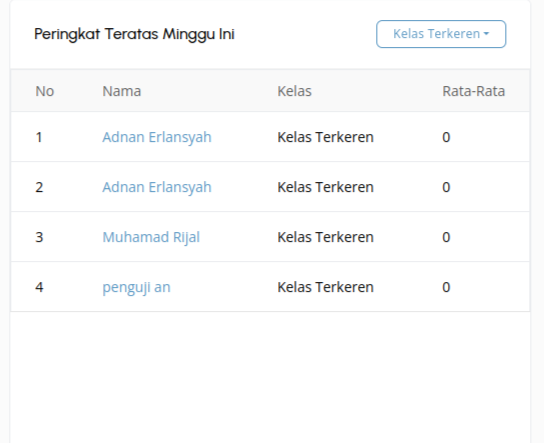 Peringkat Teratas Minggu Ini
Kelas Terkeren
No Nama Kelas Rata-Rata
1 Adnan Erlansyah Kelas Terkeren 0
2 Adnan Erlansyah Kelas Terkeren 0
3 Muhamad Rijal Kelas Terkeren 0
4 penguji an Kelas Terkeren 0